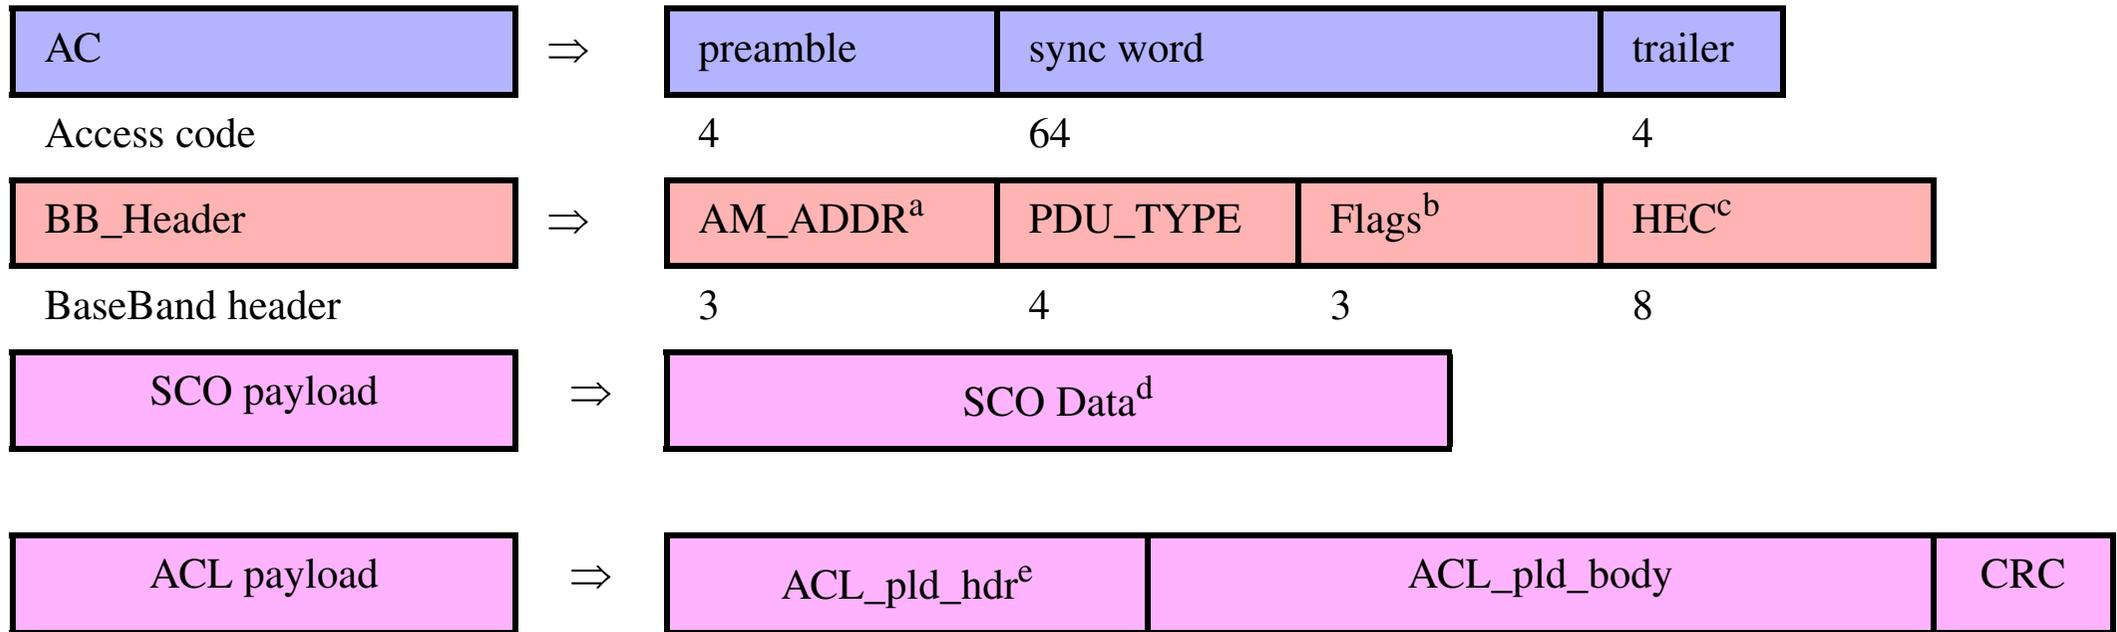 AC ⇒ preamble sync word trailer
Access code 4 64 4
BB_Header ⇒ AM_ADDRa PDU_TYPE Flagsb HECc
BaseBand header 3 4 3 8
SCO payload ⇒ SCO Datad
ACL payload ⇒ ACL_pld_hdre ACL_pld_body CRC